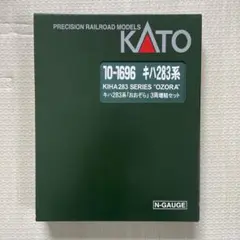 PRECISION RAILROAD MODELS
KATO
10-1696 キハ283系
KIHA283 SERIES "OZORA"
キハ283系「おおぞら」3両増結セット
N-GAUGE